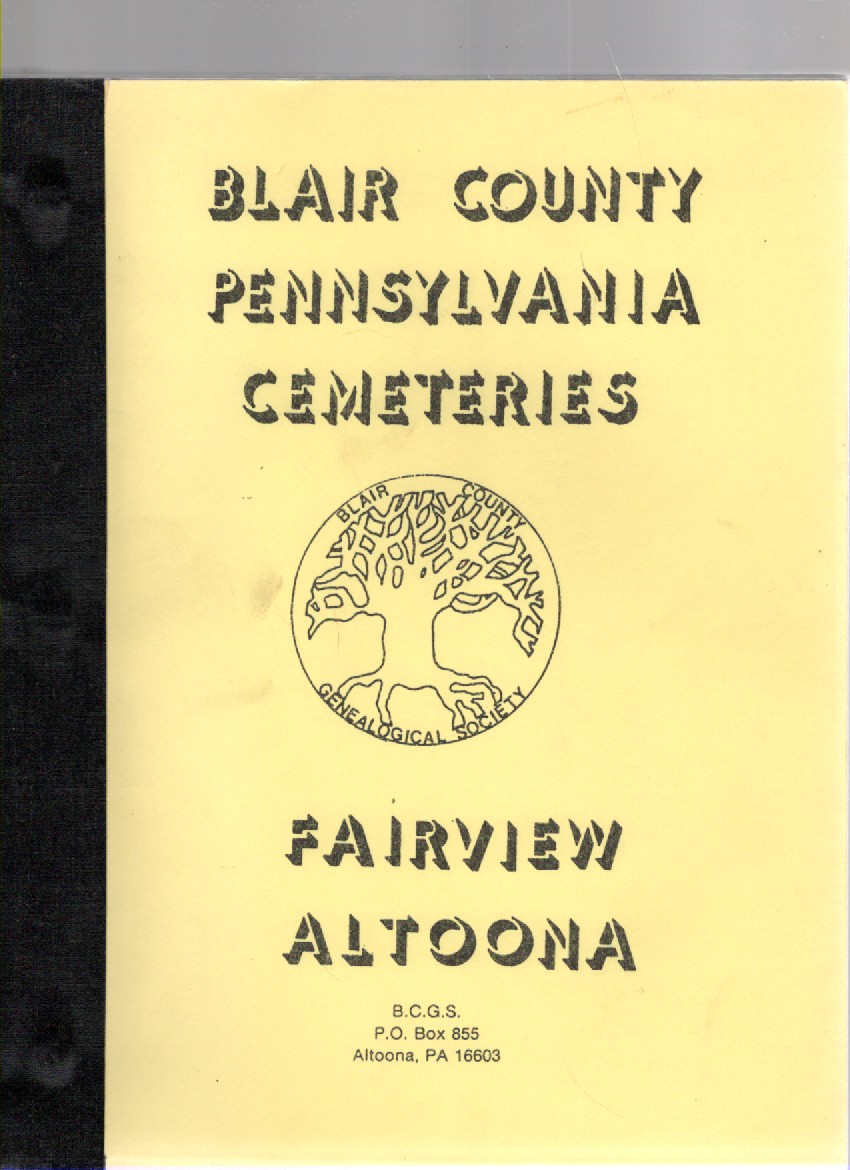 BLAIR COUNTY
PENNSYLVANIA
CEMETERIES
BLAIR COUNTY
GENEALOGICAL SOCIETY
FAIRVIEW
ALTOONA
B.C.G.S.
P.O. Box 855
Altoona, PA 16603